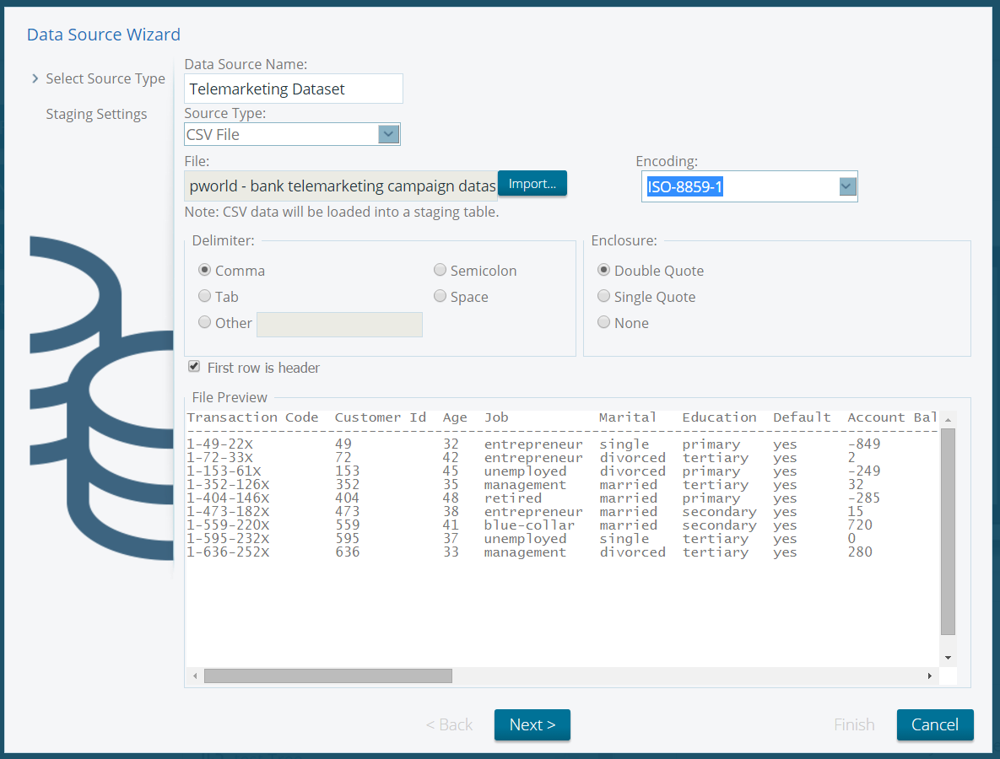 Data Source Wizard
Select Source Type
Staging Settings
Data Source Name:
Telemarketing Dataset
Source Type:
CSV File
File:
Encoding:
pworld - bank telemarketing campaign datas
Import...
ISO-8859-1
Note: CSV data will be loaded into a staging table.
Delimiter:
Comma
Semicolon
Tab
Space
Other
Enclosure:
Double Quote
Single Quote
None
First row is header
File Preview
Transaction Code Customer Id Age Job Marital Education Default Account Bal
--------------------------------------------------------------------------------------------
1-49-22X 49 32 entrepreneur single primary yes -849
1-72-33X 72 42 entrepreneur divorced tertiary yes 2
1-153-61X 153 45 unemployed divorced primary yes -249
1-352-126X 352 35 management married tertiary yes 32
1-404-146X 404 48 retired married primary yes -285
1-473-182X 473 38 entrepreneur married secondary yes 15
1-559-220X 559 41 blue-collar married secondary yes 720
1-595-232X 595 37 unemployed single tertiary yes 0
1-636-252X 636 33 management divorced tertiary yes 280
< Back
Next >
Finish
Cancel